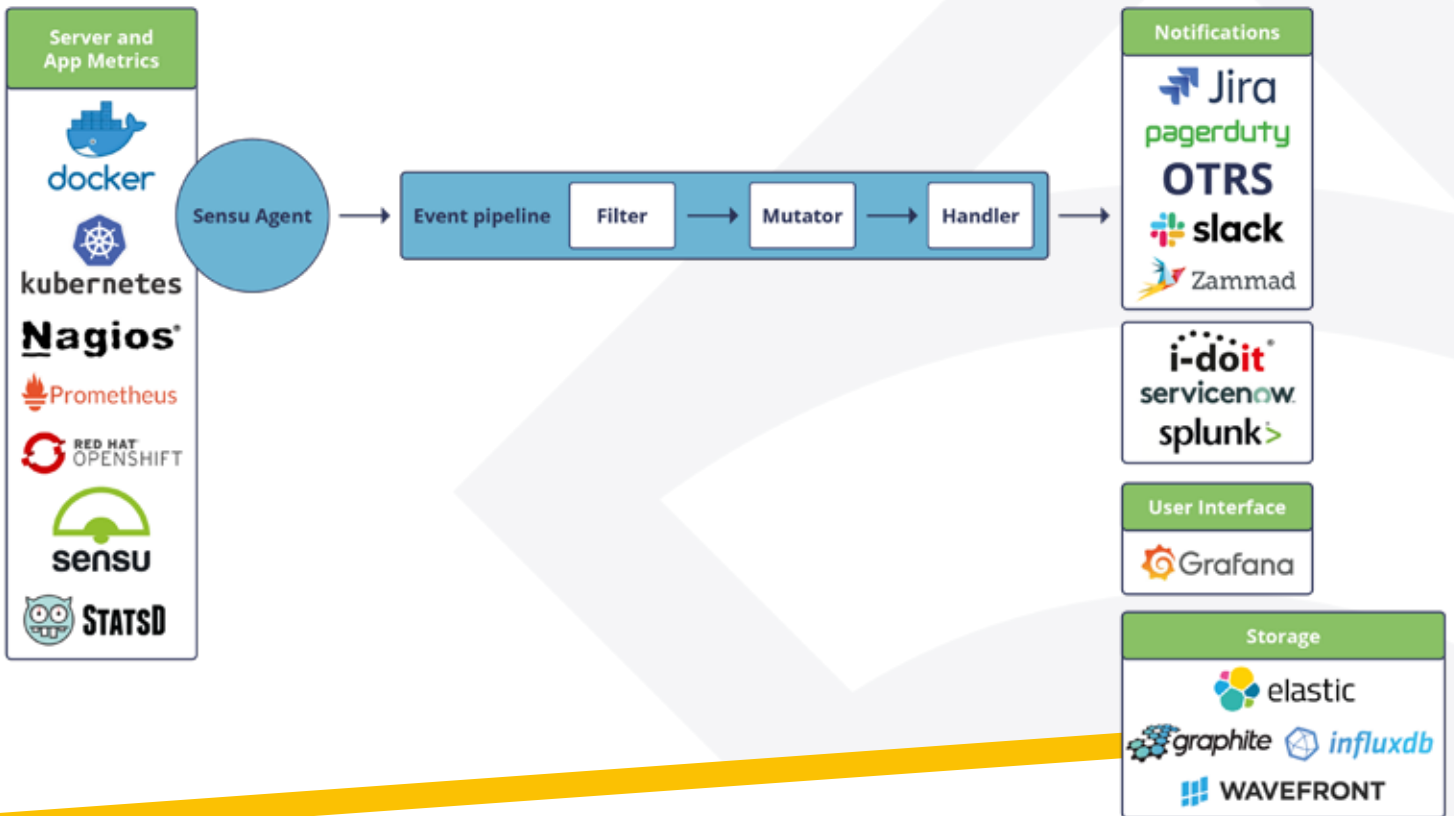 Server and
App Metrics
docker
kubernetes
Nagios®
Prometheus
RED HAT
OPENSHIFT
sensu
STATSD
Sensu Agent
Event pipeline
Filter
Mutator
Handler
Notifications
Jira
pagerduty
OTRS
slack
Zammad
i-doit®
servicenow.
splunk>
User Interface
Grafana
Storage
elastic
graphite
influxdb
WAVEFRONT